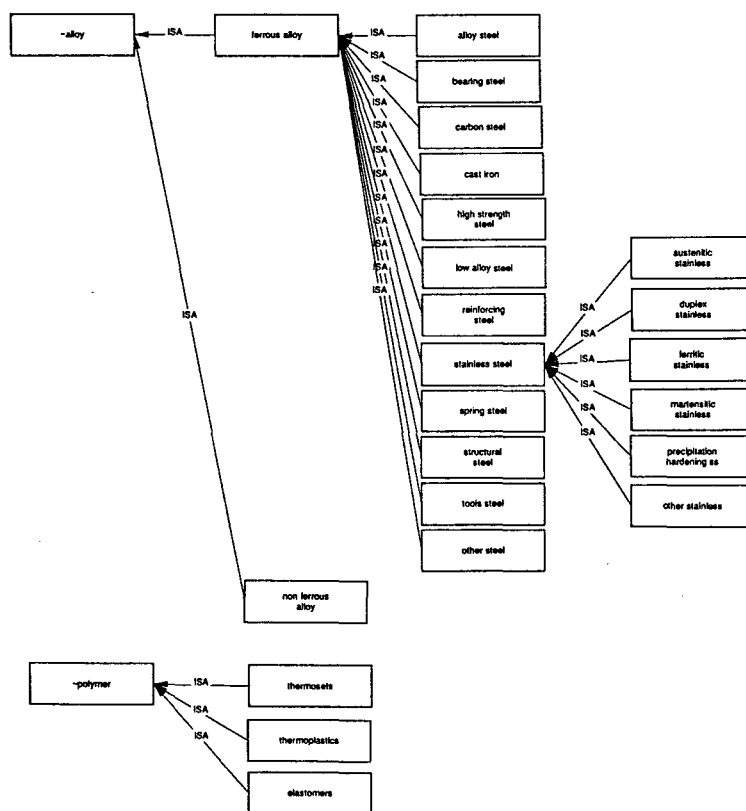 ~alloy
ISA
ferrous alloy
ISA
alloy steel
ISA
bearing steel
ISA
carbon steel
ISA
cast iron
ISA
high strength
steel
ISA
low alloy steel
ISA
reinforcing
steel
ISA
stainless steel
ISA
spring steel
ISA
structural
steel
ISA
tools steel
ISA
other steel
ISA
austenitic
stainless
ISA
duplex
stainless
ISA
ferritic
stainless
ISA
martensitic
stainless
ISA
precipitation
hardening ss
ISA
other stainless
ISA
non ferrous
alloy
~polymer
ISA
thermosets
ISA
thermoplastics
ISA
elastomers